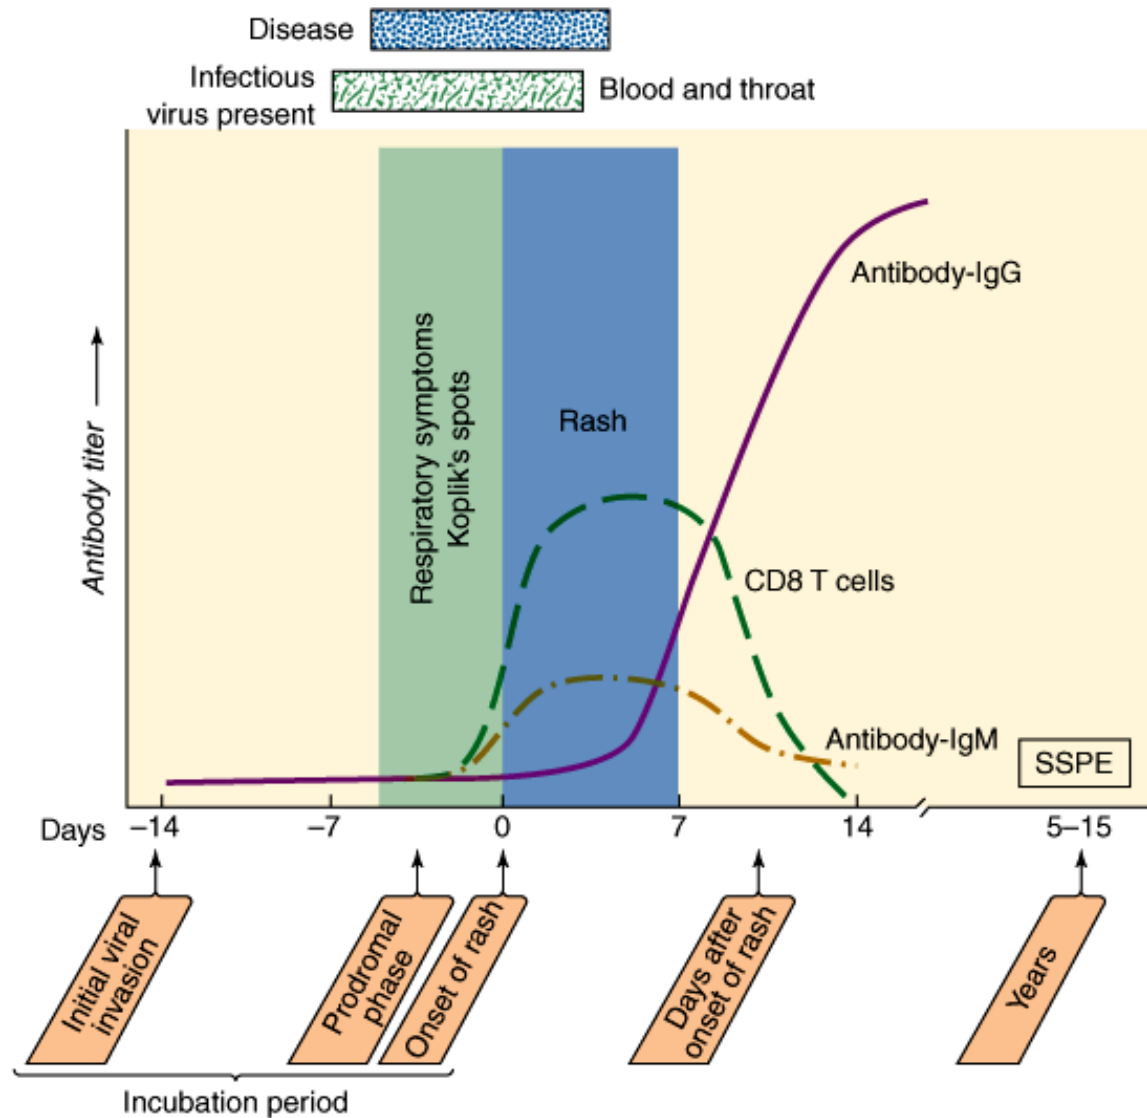 Disease
Infectious
virus present
Blood and throat
Antibody titer
Respiratory symptoms
Koplik's spots
Rash
Antibody-IgG
CD8 T cells
Antibody-IgM
SSPE
Days
–14
–7
0
7
14
5–15
Initial viral
invasion
Prodromal
phase
Onset of rash
Days after
onset of rash
Years
Incubation period